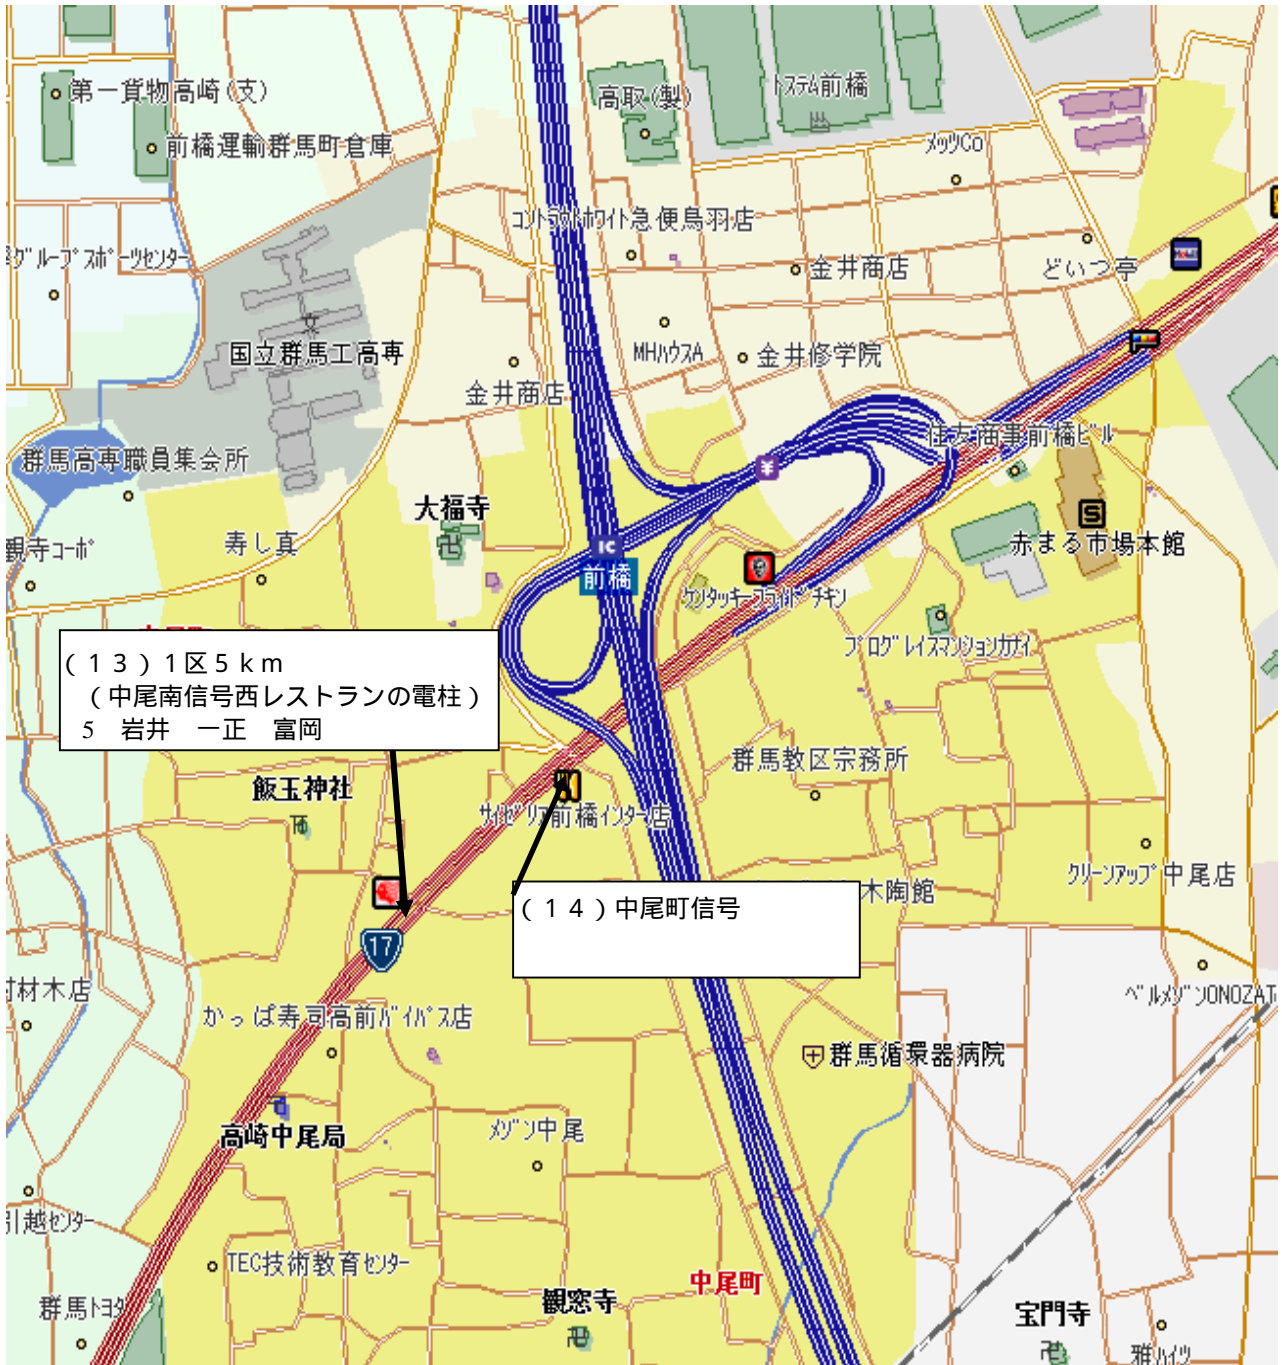 第一貨物高崎(支)
前橋運輸群馬町倉庫
高取(製)
トステム前橋
メッツCo
コントラクトホワイト急便鳥羽店
グループスポーツセンター
金井商店
どいつ亭
国立群馬工高専
MHハウスA
金井修学院
金井商店
住友商事前橋ビル
群馬高専職員集会所
大福寺
寿し真
観寺コーポ
IC
前橋
¥
S
赤まる市場本館
ケンタッキーフライドチキン
プログレイスマンションカナイ
(13)1区5km
(中尾南信号西レストランの電柱)
5 岩井 一正 富岡
群馬教区宗務所
飯玉神社
サイゼリア前橋インター店
クリーンアップ中尾店
木陶館
(14)中尾町信号
17
材木店
かっぱ寿司高前バイパス店
ベルメゾンONOZAT
群馬循環器病院
高崎中尾局
メゾン中尾
引越センター
TEC技術教育センター
中尾町
群馬トヨタ
観窓寺
宝門寺
雅ハイツ